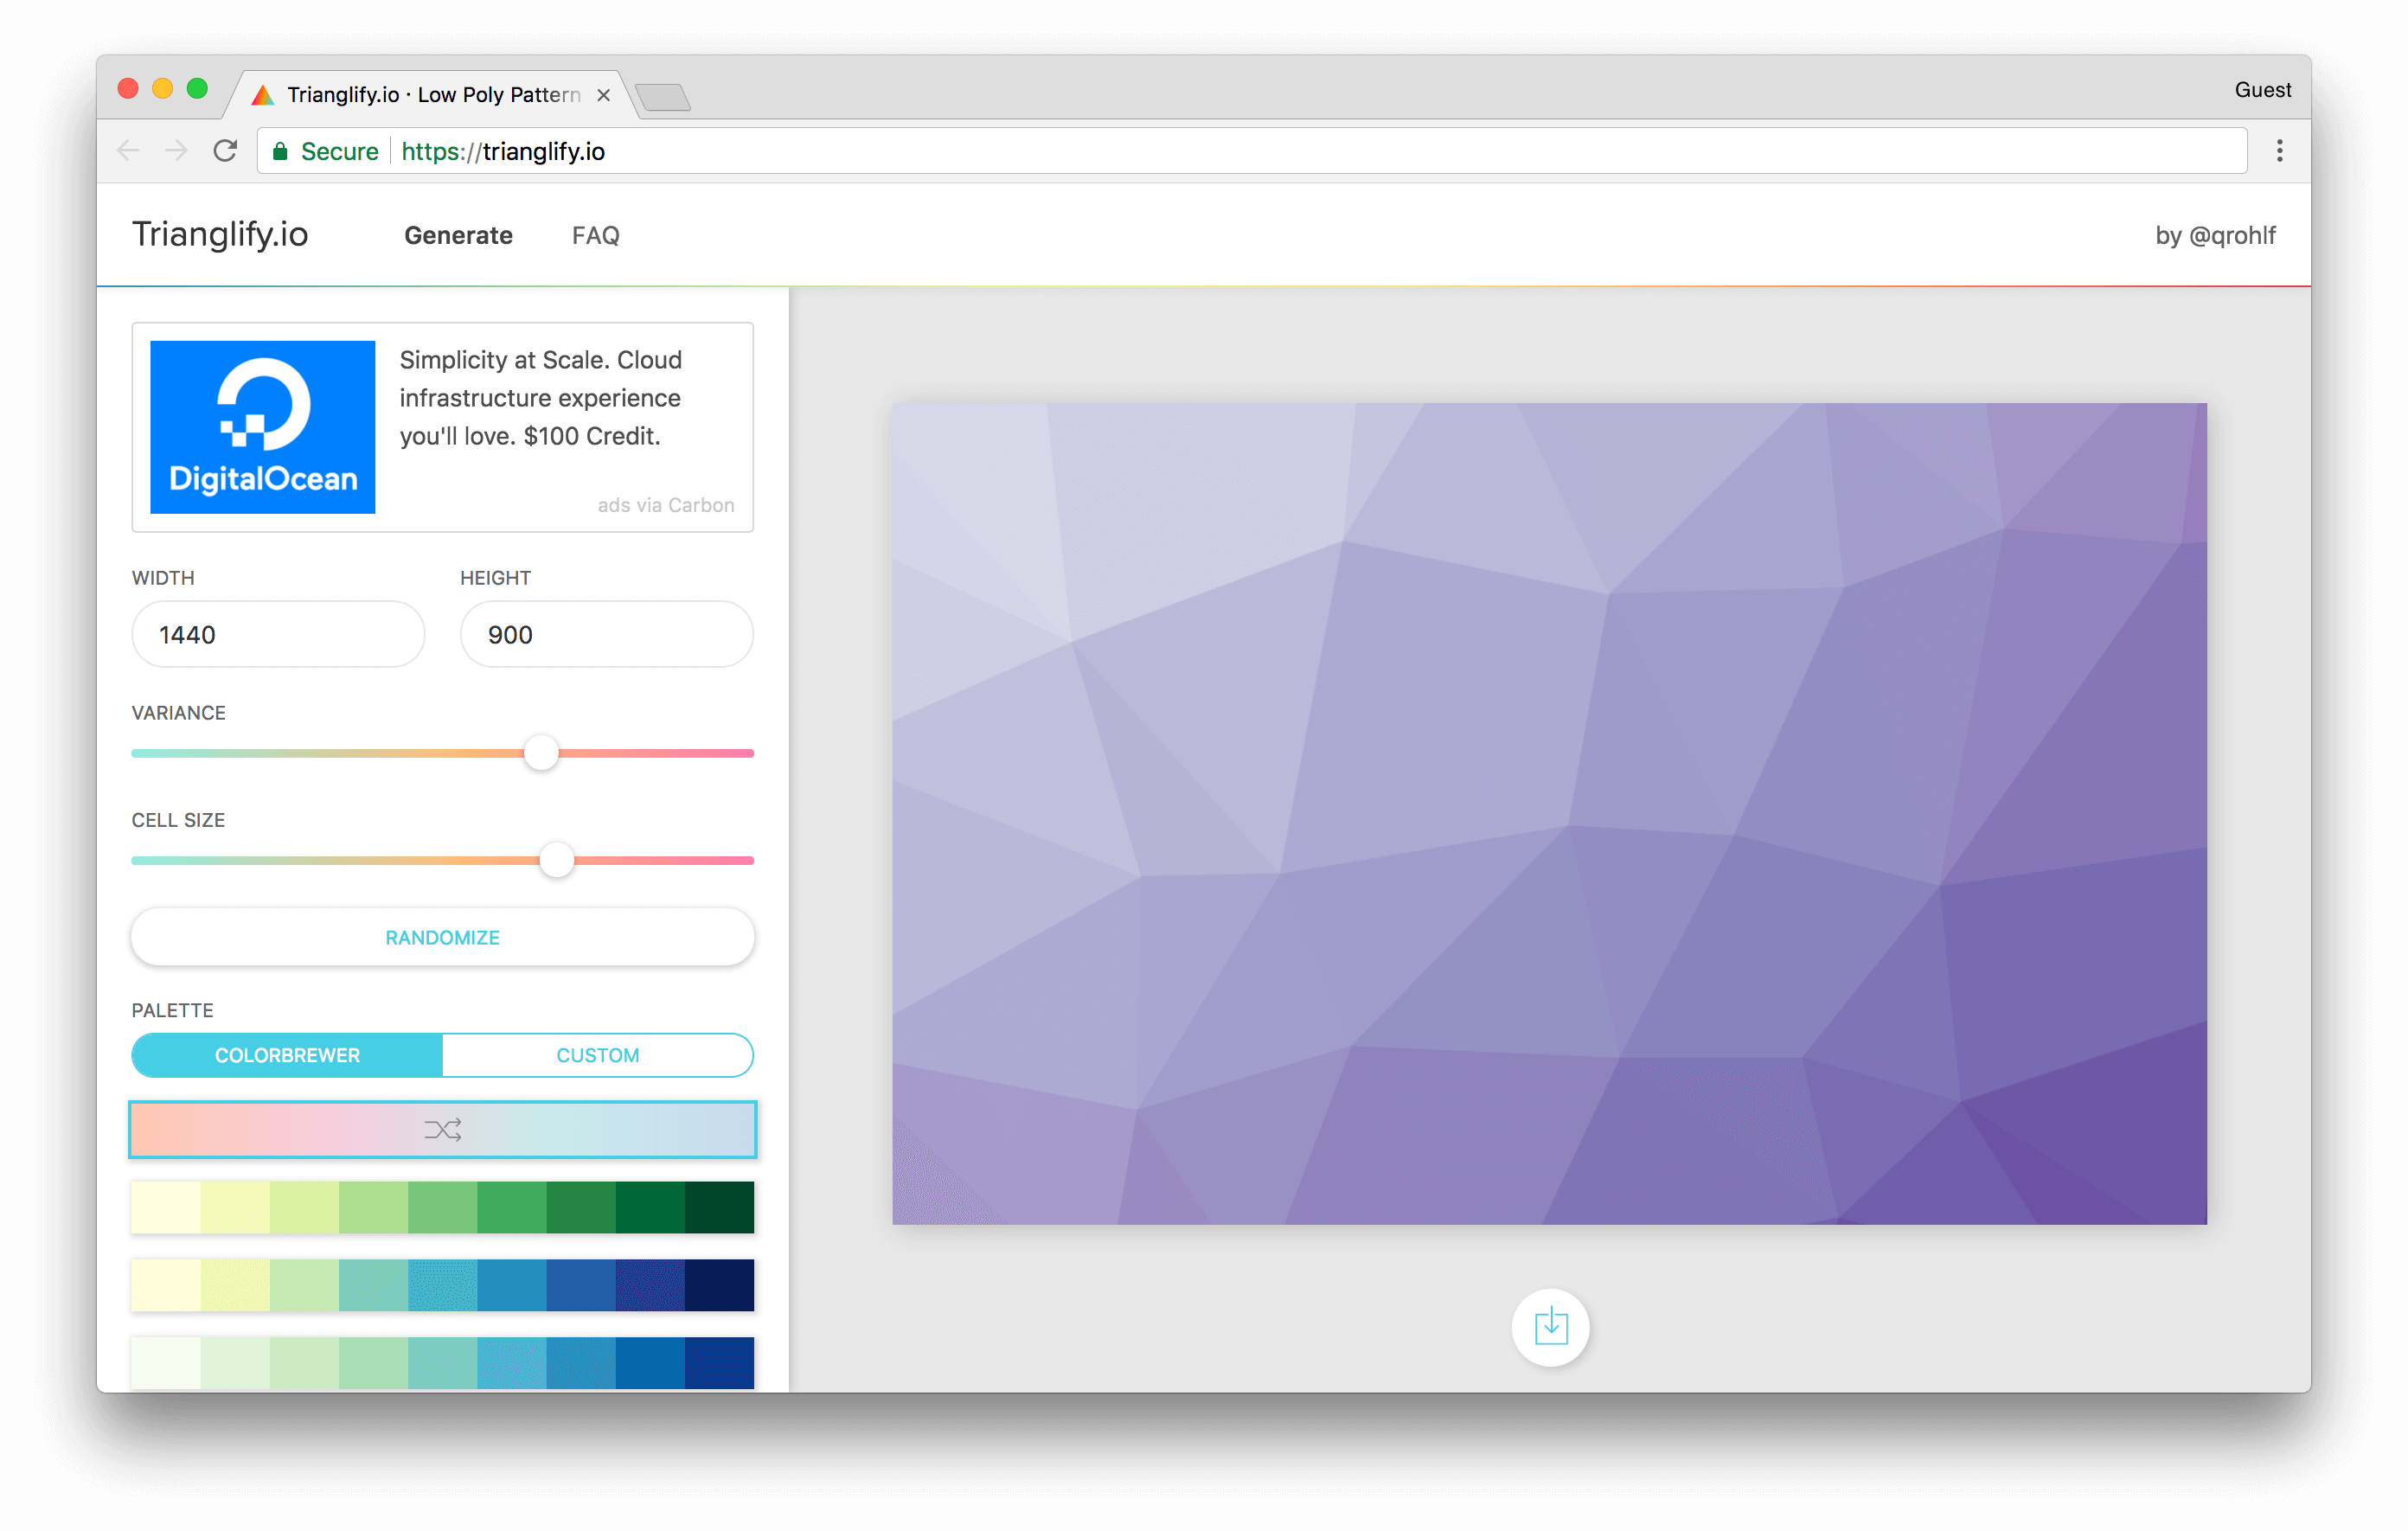 Trianglify.io · Low Poly Pattern
Guest
Secure
https://trianglify.io
Trianglify.io
Generate
FAQ
by @qrohlf
DigitalOcean
Simplicity at Scale. Cloud
infrastructure experience
you'll love. $100 Credit.
ads via Carbon
WIDTH
HEIGHT
1440
900
VARIANCE
CELL SIZE
RANDOMIZE
PALETTE
COLORBREWER
CUSTOM